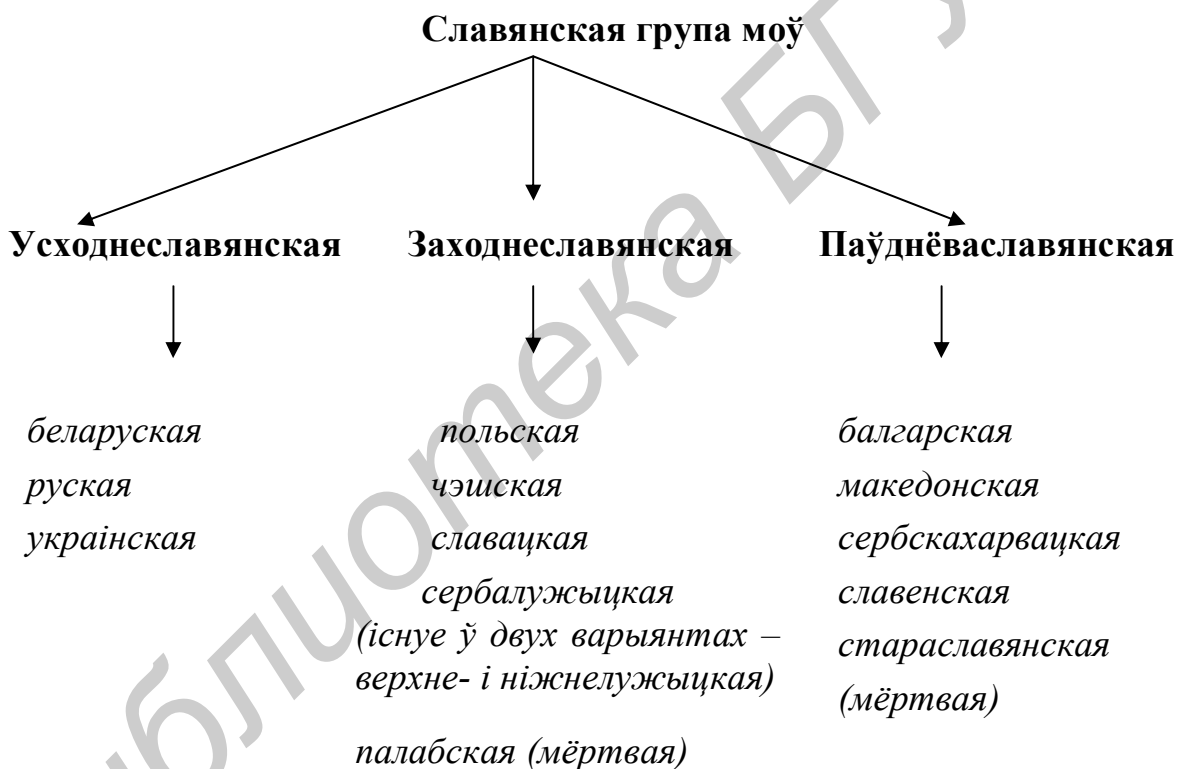 Славянская група моў
Усходнеславянская
Заходнеславянская
Паўднёваславянская
беларуская
руская
украінская
польская
чэшская
славацкая
сербалужыцкая
(існуе ў двух варыянтах –
верхне- і ніжнелужыцкая)
палабская (мёртвая)
балгарская
македонская
сербскахарвацкая
славенская
стараславянская
(мёртвая)